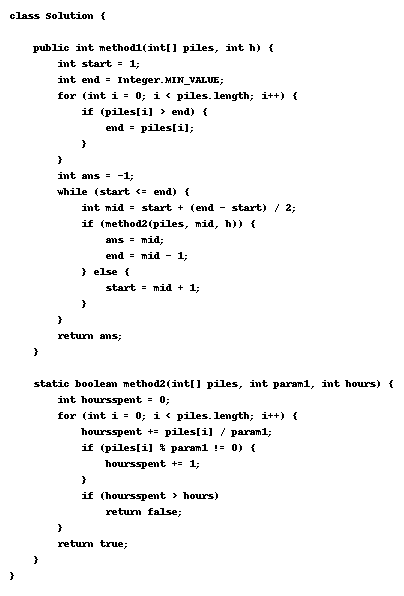 class Solution {

    public int method1(int[] piles, int h) {
        int start = 1;
        int end = Integer.MIN_VALUE;
        for (int i = 0; i < piles.length; i++) {
            if (piles[i] > end) {
                end = piles[i];
            }
        }
        int ans = -1;
        while (start <= end) {
            int mid = start + (end - start) / 2;
            if (method2(piles, mid, h)) {
                ans = mid;
                end = mid - 1;
            } else {
                start = mid + 1;
            }
        }
        return ans;
    }

    static boolean method2(int[] piles, int param1, int hours) {
        int hoursspent = 0;
        for (int i = 0; i < piles.length; i++) {
            hoursspent += piles[i] / param1;
            if (piles[i] % param1 != 0) {
                hoursspent += 1;
            }
            if (hoursspent > hours)
                return false;
        }
        return true;
    }
}